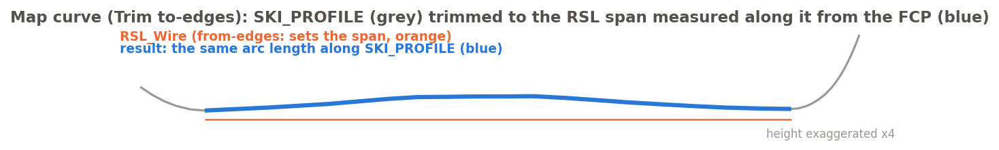 Map curve (Trim to-edges): SKI_PROFILE (grey) trimmed to the RSL span measured along it from the FCP (blue)
RSL_Wire (from-edges: sets the span, orange)
result: the same arc length along SKI_PROFILE (blue)
height exaggerated x4